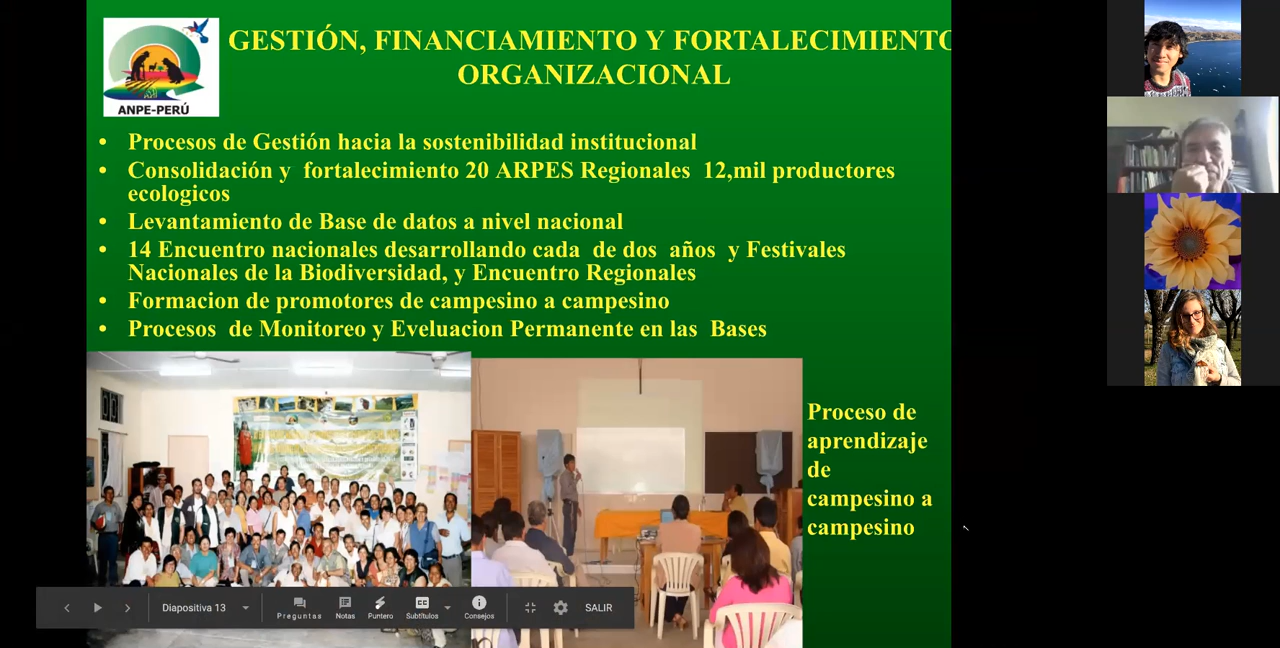 ANPE-PERÚ
GESTIÓN, FINANCIAMIENTO Y FORTALECIMIENTO
ORGANIZACIONAL
• Procesos de Gestión hacia la sostenibilidad institucional
• Consolidación y fortalecimiento 20 ARPES Regionales 12,mil productores
ecologicos
• Levantamiento de Base de datos a nivel nacional
• 14 Encuentro nacionales desarrollando cada de dos años y Festivales
Nacionales de la Biodiversidad, y Encuentro Regionales
• Formacion de promotores de campesino a campesino
• Procesos de Monitoreo y Eveluacion Permanente en las Bases
Proceso de
aprendizaje
de
campesino a
campesino
Diapositiva 13
Preguntas
Notas
Puntero
Subtítulos
Consejos
SALIR